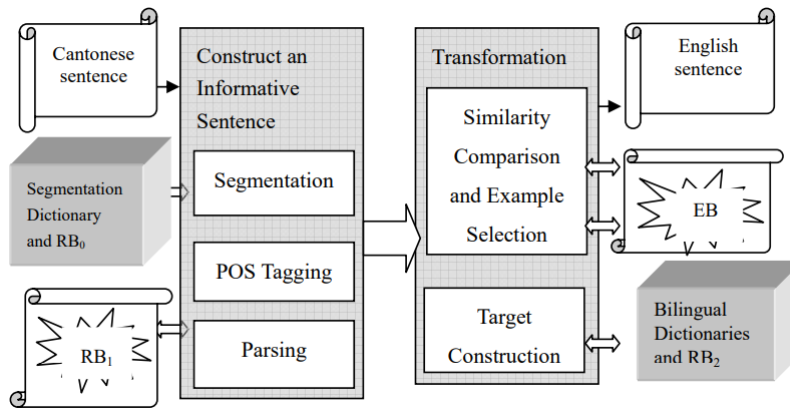 Cantonese
sentence
Construct an
Informative
Sentence
Segmentation
POS Tagging
Parsing
Segmentation
Dictionary
and RB₀
RB₁
Transformation
Similarity
Comparison
and Example
Selection
Target
Construction
English
sentence
EB
Bilingual
Dictionaries
and RB₂